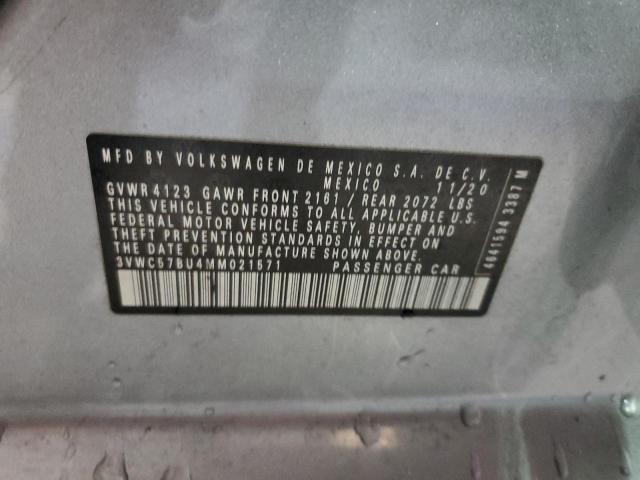 MFD BY VOLKSWAGEN DE MEXICO S.A. DE C.V.
MEXICO 11/20
GVWR 4123 GAWR FRONT 2161 / REAR 2072 LBS
THIS VEHICLE CONFORMS TO ALL APPLICABLE U.S.
FEDERAL MOTOR VEHICLE SAFETY, BUMPER AND
THEFT PREVENTION STANDARDS IN EFFECT ON
THE DATE OF MANUFACTURE SHOWN ABOVE.
3VWC57BU4MM021571 PASSENGER CAR
4641594 3387 M